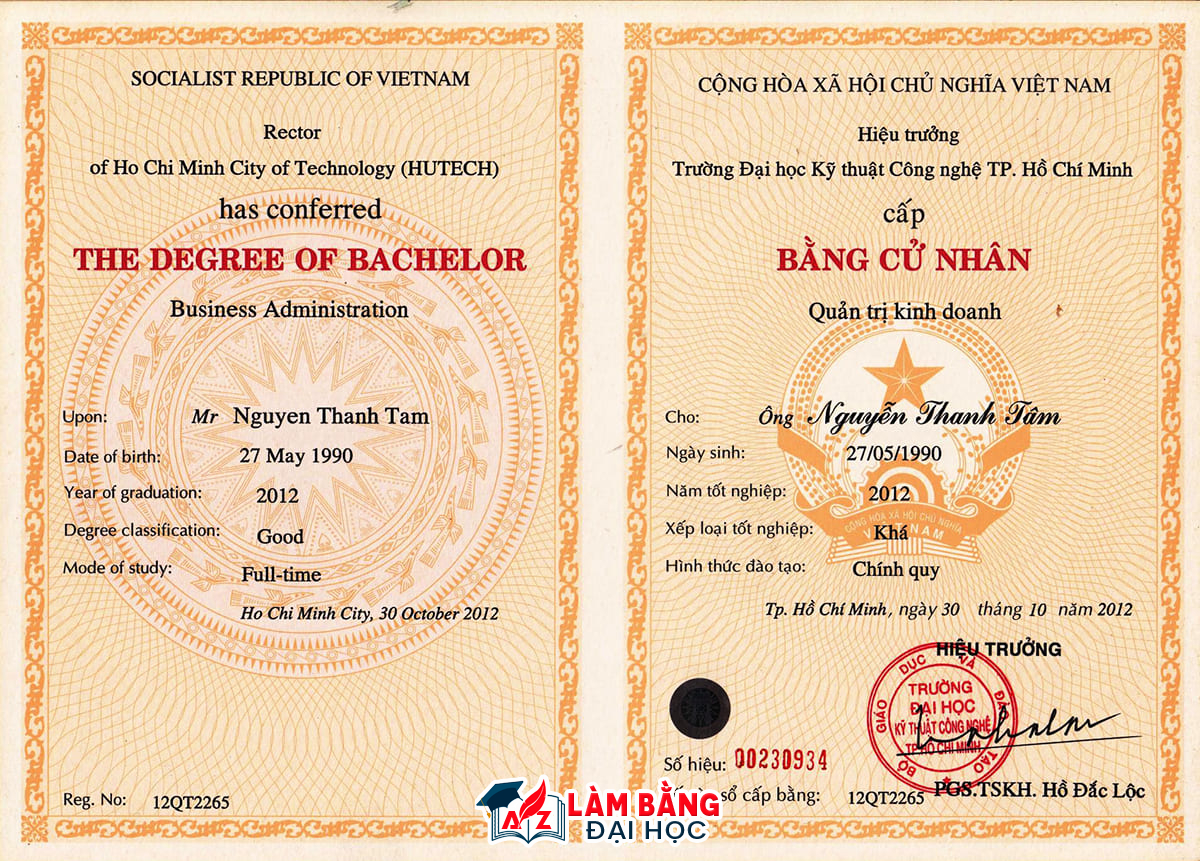 SOCIALIST REPUBLIC OF VIETNAM
Rector
of Ho Chi Minh City of Technology (HUTECH)
has conferred
THE DEGREE OF BACHELOR
Business Administration
Upon: Mr Nguyen Thanh Tam
Date of birth: 27 May 1990
Year of graduation: 2012
Degree classification: Good
Mode of study: Full-time
Ho Chi Minh City, 30 October 2012
Reg. No: 12QT2265
CỘNG HÒA XÃ HỘI CHỦ NGHĨA VIỆT NAM
Hiệu trưởng
Trường Đại học Kỹ thuật Công nghệ TP. Hồ Chí Minh
cấp
BẰNG CỬ NHÂN
Quản trị kinh doanh
Cho: Ông Nguyễn Thanh Tâm
Ngày sinh: 27/05/1990
Năm tốt nghiệp: 2012
CỘNG HÒA XÃ HỘI CHỦ NGHĨA
VIỆT NAM
Xếp loại tốt nghiệp: Khá
Hình thức đào tạo: Chính quy
Tp. Hồ Chí Minh, ngày 30 tháng 10 năm 2012
HIỆU TRƯỞNG
BỘ GIÁO DỤC VÀ ĐÀO TẠO
TRƯỜNG
ĐẠI HỌC
KỸ THUẬT CÔNG NGHỆ
TP.HỒ CHÍ MINH
Số hiệu: 00230934
sổ cấp bằng: 12QT2265
PGS.TSKH. Hồ Đắc Lộc
AZ
LÀM BẰNG
ĐẠI HỌC